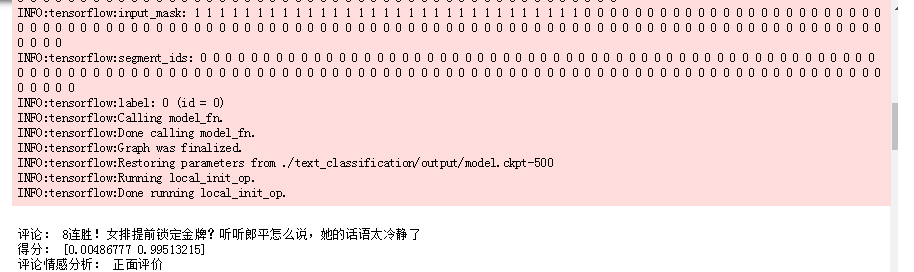 INFO:tensorflow:input_mask: 1 1 1 1 1 1 1 1 1 1 1 1 1 1 1 1 1 1 1 1 1 1 1 1 1 1 1 1 1 1 1 0 0 0 0 0 0 0 0 0 0 0 0 0 0 0 0 0 0 0 0 0 0 0 0
0 0 0 0 0 0 0 0 0 0 0 0 0 0 0 0 0 0 0 0 0 0 0 0 0 0 0 0 0 0 0 0 0 0 0 0 0 0 0 0 0 0 0 0 0 0 0 0 0 0 0 0 0 0 0 0 0 0 0 0 0 0 0 0 0 0 0 0 0
0 0 0 0
INFO:tensorflow:segment_ids: 0 0 0 0 0 0 0 0 0 0 0 0 0 0 0 0 0 0 0 0 0 0 0 0 0 0 0 0 0 0 0 0 0 0 0 0 0 0 0 0 0 0 0 0 0 0 0 0 0 0 0 0 0 0
0 0 0 0 0 0 0 0 0 0 0 0 0 0 0 0 0 0 0 0 0 0 0 0 0 0 0 0 0 0 0 0 0 0 0 0 0 0 0 0 0 0 0 0 0 0 0 0 0 0 0 0 0 0 0 0 0 0 0 0 0 0 0 0 0 0 0 0 0
0 0 0 0 0
INFO:tensorflow:label: 0 (id = 0)
INFO:tensorflow:Calling model_fn.
INFO:tensorflow:Done calling model_fn.
INFO:tensorflow:Graph was finalized.
INFO:tensorflow:Restoring parameters from ./text_classification/output/model.ckpt-500
INFO:tensorflow:Running local_init_op.
INFO:tensorflow:Done running local_init_op.
评论： 8连胜！女排提前锁定金牌？听听郎平怎么说，她的话语太冷静了
得分： [0.00486777 0.99513215]
评论情感分析： 正面评价